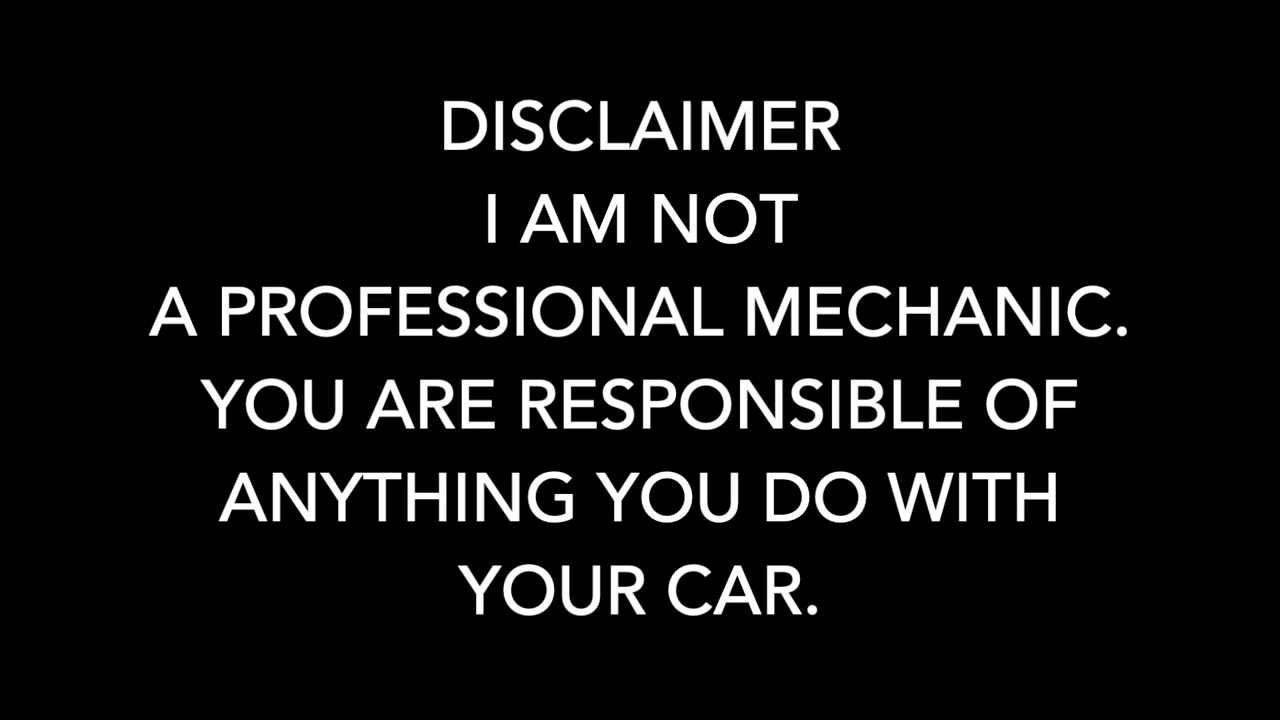 DISCLAIMER
I AM NOT
A PROFESSIONAL MECHANIC.
YOU ARE RESPONSIBLE OF
ANYTHING YOU DO WITH
YOUR CAR.